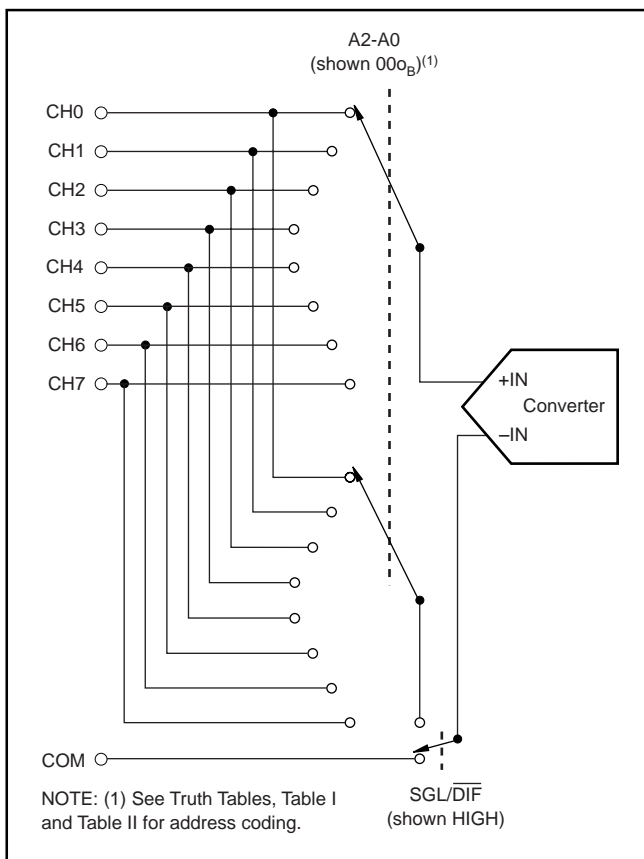 A2-A0
(shown 00oB)(1)
CH0
CH1
CH2
CH3
CH4
CH5
CH6
CH7
+IN
Converter
–IN
COM
SGL/DIF
(shown HIGH)
NOTE: (1) See Truth Tables, Table I
and Table II for address coding.